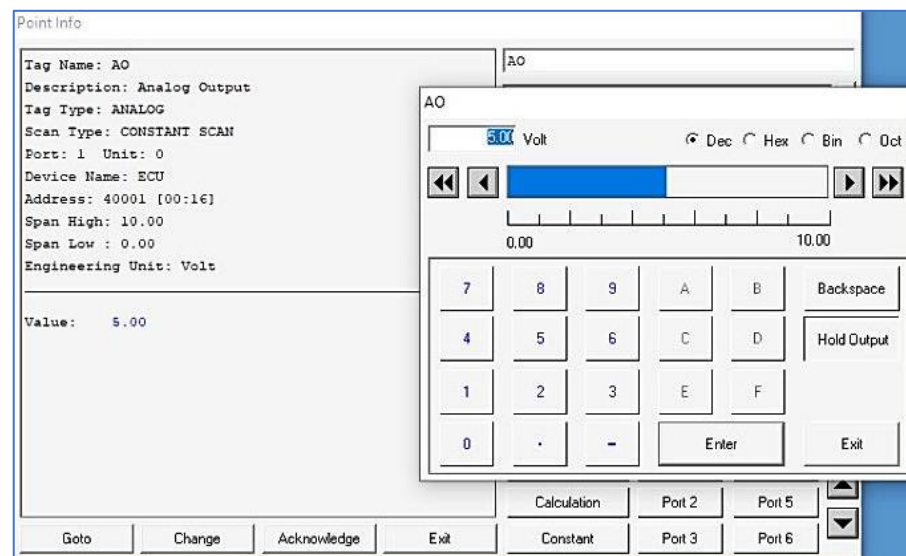 Point Info
Tag Name: AO
Description: Analog Output
Tag Type: ANALOG
Scan Type: CONSTANT SCAN
Port: 1 Unit: 0
Device Name: ECU
Address: 40001 [00:16]
Span High: 10.00
Span Low : 0.00
Engineering Unit: Volt
Value: 5.00
AO
AO
5.00 Volt Dec Hex Bin Oct
0.00 10.00
7 8 9 A B Backspace
4 5 6 C D Hold Output
1 2 3 E F
0 . - Enter Exit
Calculation Port 2 Port 5
Goto Change Acknowledge Exit Constant Port 3 Port 6